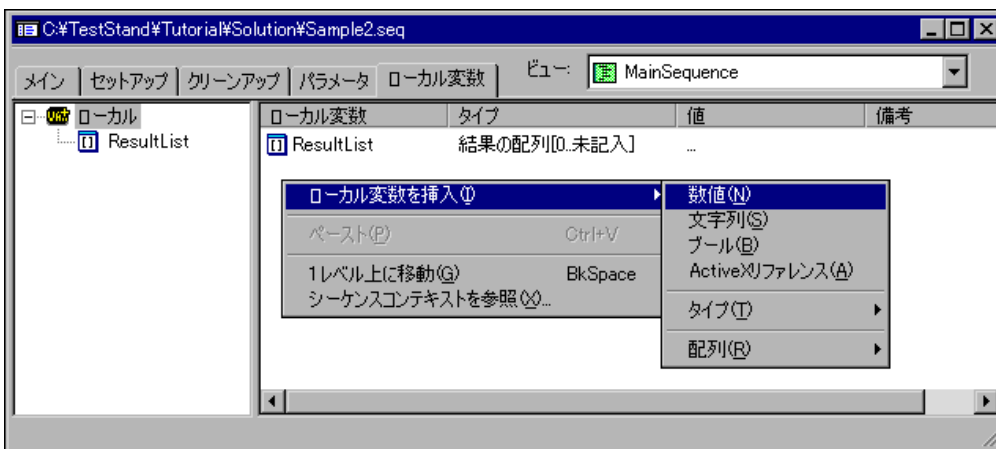 C:¥TestStand¥Tutorial¥Solution¥Sample2.seq
メイン セットアップ クリーンアップ パラメータ ローカル変数 ビュー: MainSequence
ローカル
ResultList
ローカル変数 タイプ 値 備考
ResultList 結果の配列[0..未記入] ...
ローカル変数を挿入(I)
ペースト(P) Ctrl+V
1レベル上に移動(G) BkSpace
シーケンスコンテキストを参照(X)...
数値(N)
文字列(S)
ブール(B)
ActiveXリファレンス(A)
タイプ(T)
配列(R)